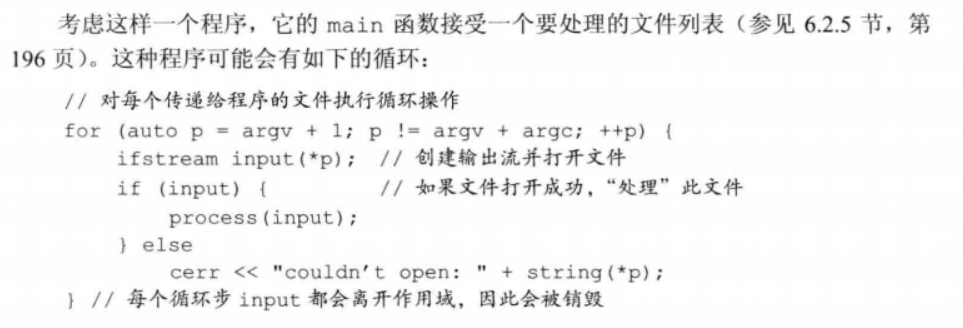 考虑这样一个程序，它的 main 函数接受一个要处理的文件列表（参见 6.2.5 节，第
196 页）。这种程序可能会有如下的循环：
// 对每个传递给程序的文件执行循环操作
for (auto p = argv + 1; p != argv + argc; ++p) {
    ifstream input(*p);  // 创建输出流并打开文件
    if (input) {         // 如果文件打开成功，“处理”此文件
        process(input);
    } else
        cerr << "couldn't open: " + string(*p);
} // 每个循环步 input 都会离开作用域，因此会被销毁